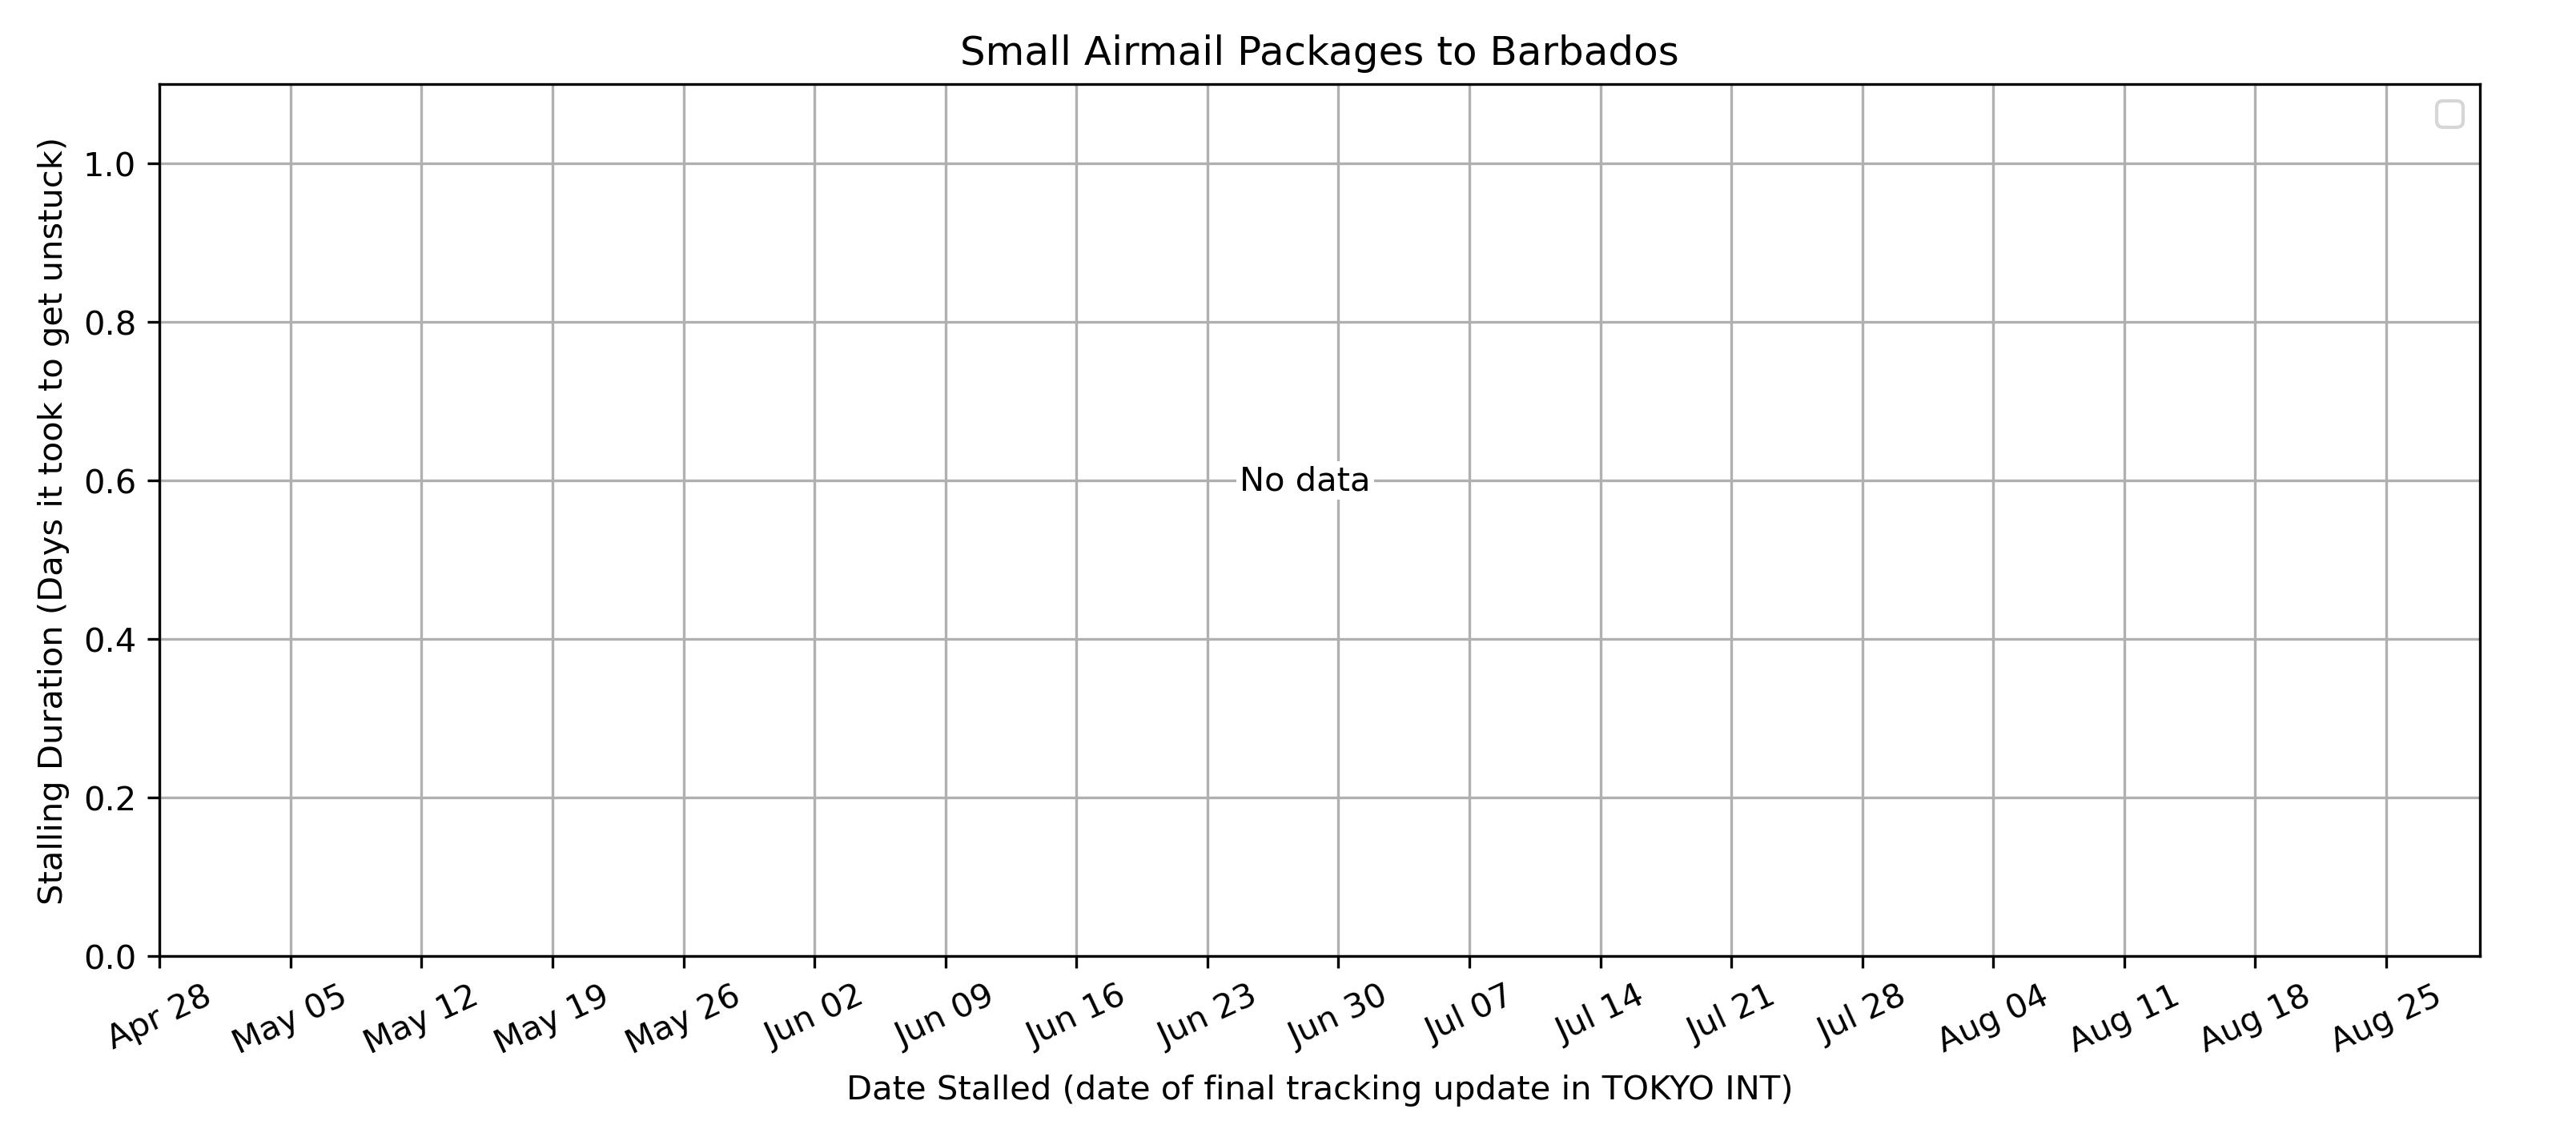 Small Airmail Packages to Barbados
Stalling Duration (Days it took to get unstuck)
1.0
0.8
0.6
0.4
0.2
0.0
No data
Apr 28 May 05 May 12 May 19 May 26 Jun 02 Jun 09 Jun 16 Jun 23 Jun 30 Jul 07 Jul 14 Jul 21 Jul 28 Aug 04 Aug 11 Aug 18 Aug 25
Date Stalled (date of final tracking update in TOKYO INT)